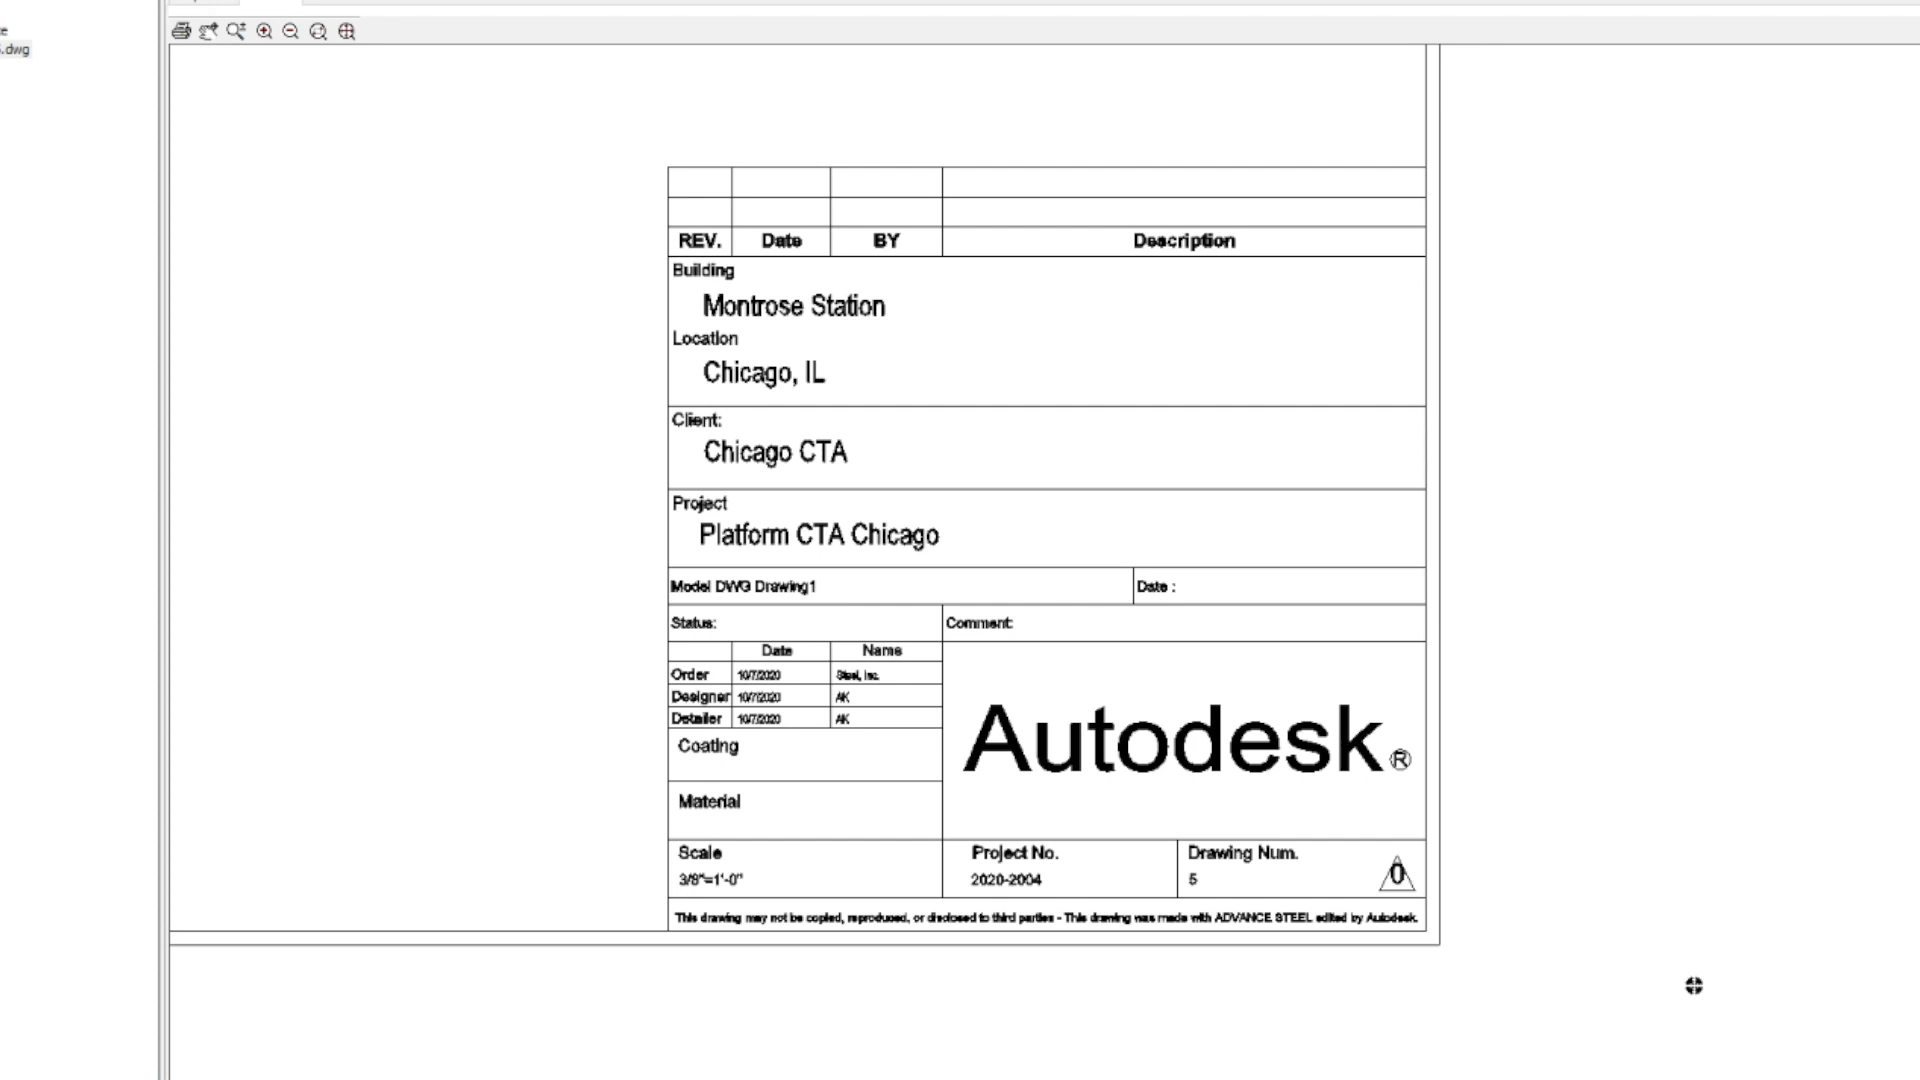 .dwg
REV. Date BY Description
Building
Montrose Station
Location
Chicago, IL
Client:
Chicago CTA
Project
Platform CTA Chicago
Model DWG Drawing1 Date :
Status: Comment:
Date Name
Order 10/7/2020 Steel, Inc.
Designer 10/7/2020 AK
Detailer 10/7/2020 AK
Coating
Autodesk®
Material
Scale Project No. Drawing Num.
3/8"=1'-0" 2020-2004 5 0
This drawing may not be copied, reproduced, or disclosed to third parties - This drawing was made with ADVANCE STEEL edited by Autodesk.